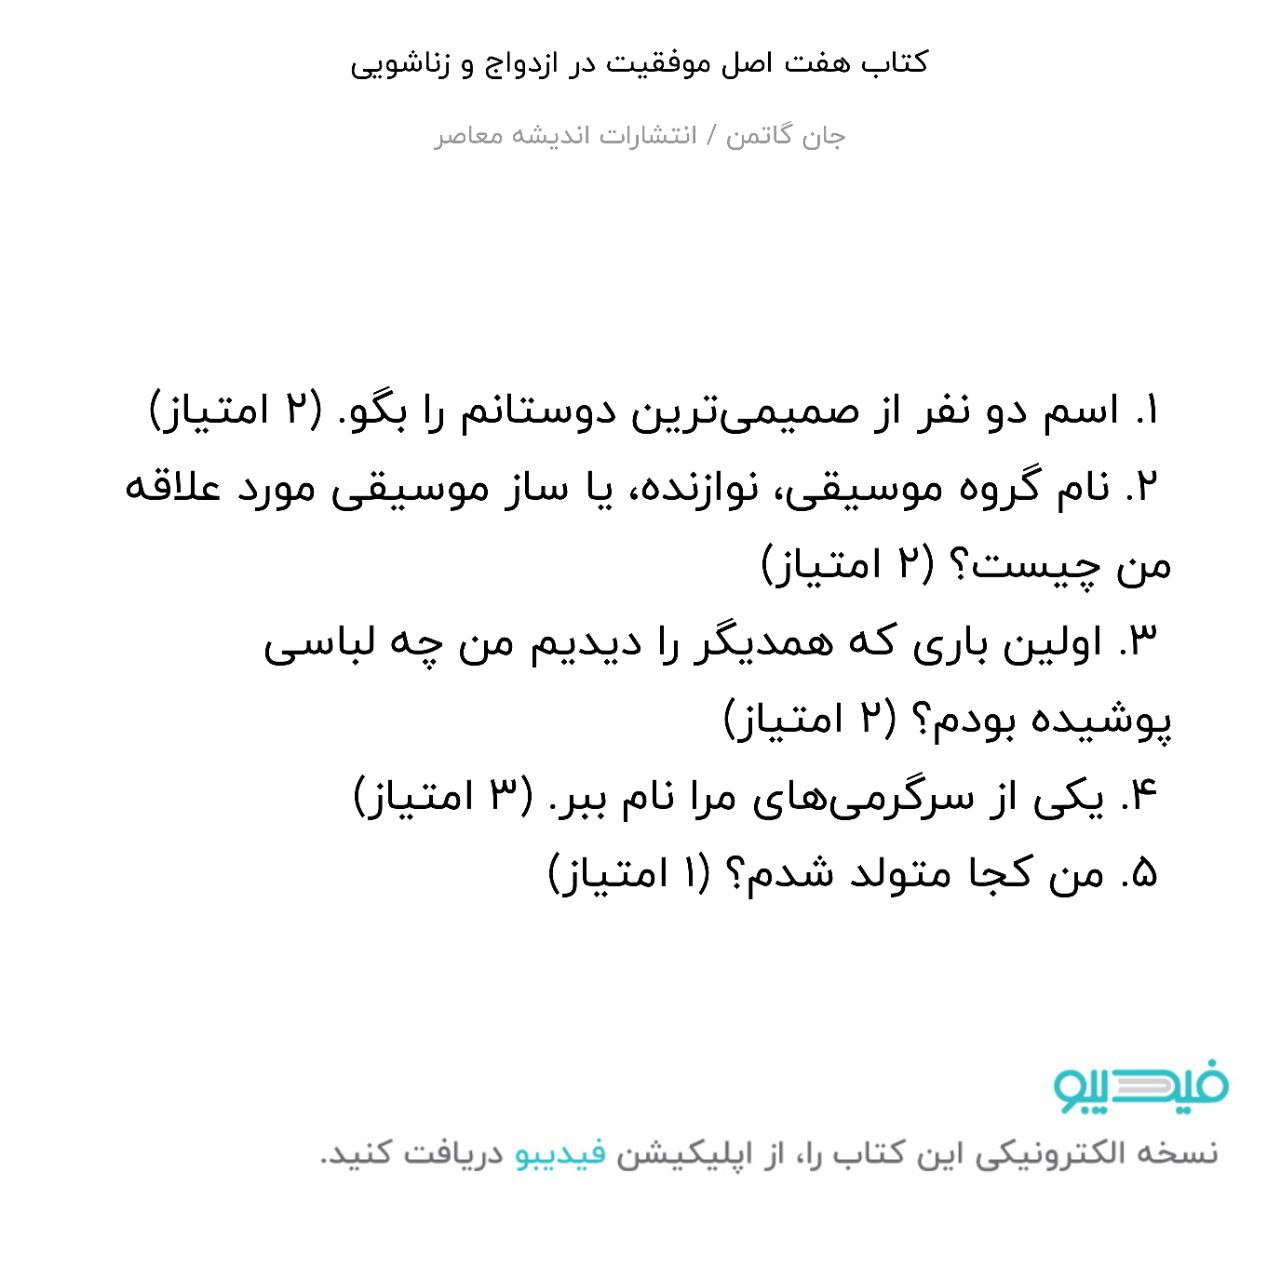 کتاب هفت اصل موفقیت در ازدواج و زناشویی
جان گاتمن / انتشارات اندیشه معاصر
۱. اسم دو نفر از صمیمی‌ترین دوستانم را بگو. (۲ امتیاز)
۲. نام گروه موسیقی، نوازنده، یا ساز موسیقی مورد علاقه
من چیست؟ (۲ امتیاز)
۳. اولین باری که همدیگر را دیدیم من چه لباسی
پوشیده بودم؟ (۲ امتیاز)
۴. یکی از سرگرمی‌های مرا نام ببر. (۳ امتیاز)
۵. من کجا متولد شدم؟ (۱ امتیاز)
فیدیبو
نسخه الکترونیکی این کتاب را، از اپلیکیشن فیدیبو دریافت کنید.